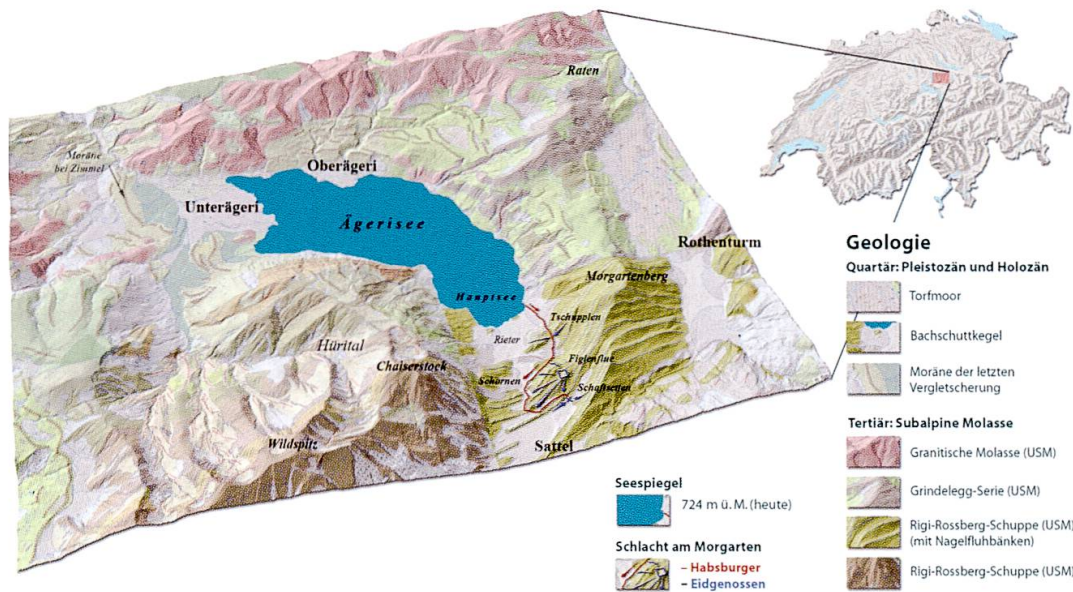 Raten
Moräne
bei Zimmel
Oberägeri
Unterägeri
Ägerisee
Rothenturm
Morgartenberg
Hauptsee
Tschupplen
Rieter
Hürital
Chaiserstock
Figlenflue
Schornen
Schafstetten
Wildspitz
Sattel
Geologie
Quartär: Pleistozän und Holozän
Torfmoor
Bachschuttkegel
Moräne der letzten
Vergletscherung
Tertiär: Subalpine Molasse
Granitische Molasse (USM)
Grindelegg-Serie (USM)
Rigi-Rossberg-Schuppe (USM)
(mit Nagelfluhbänken)
Rigi-Rossberg-Schuppe (USM)
Seespiegel
724 m ü. M. (heute)
Schlacht am Morgarten
– Habsburger
– Eidgenossen